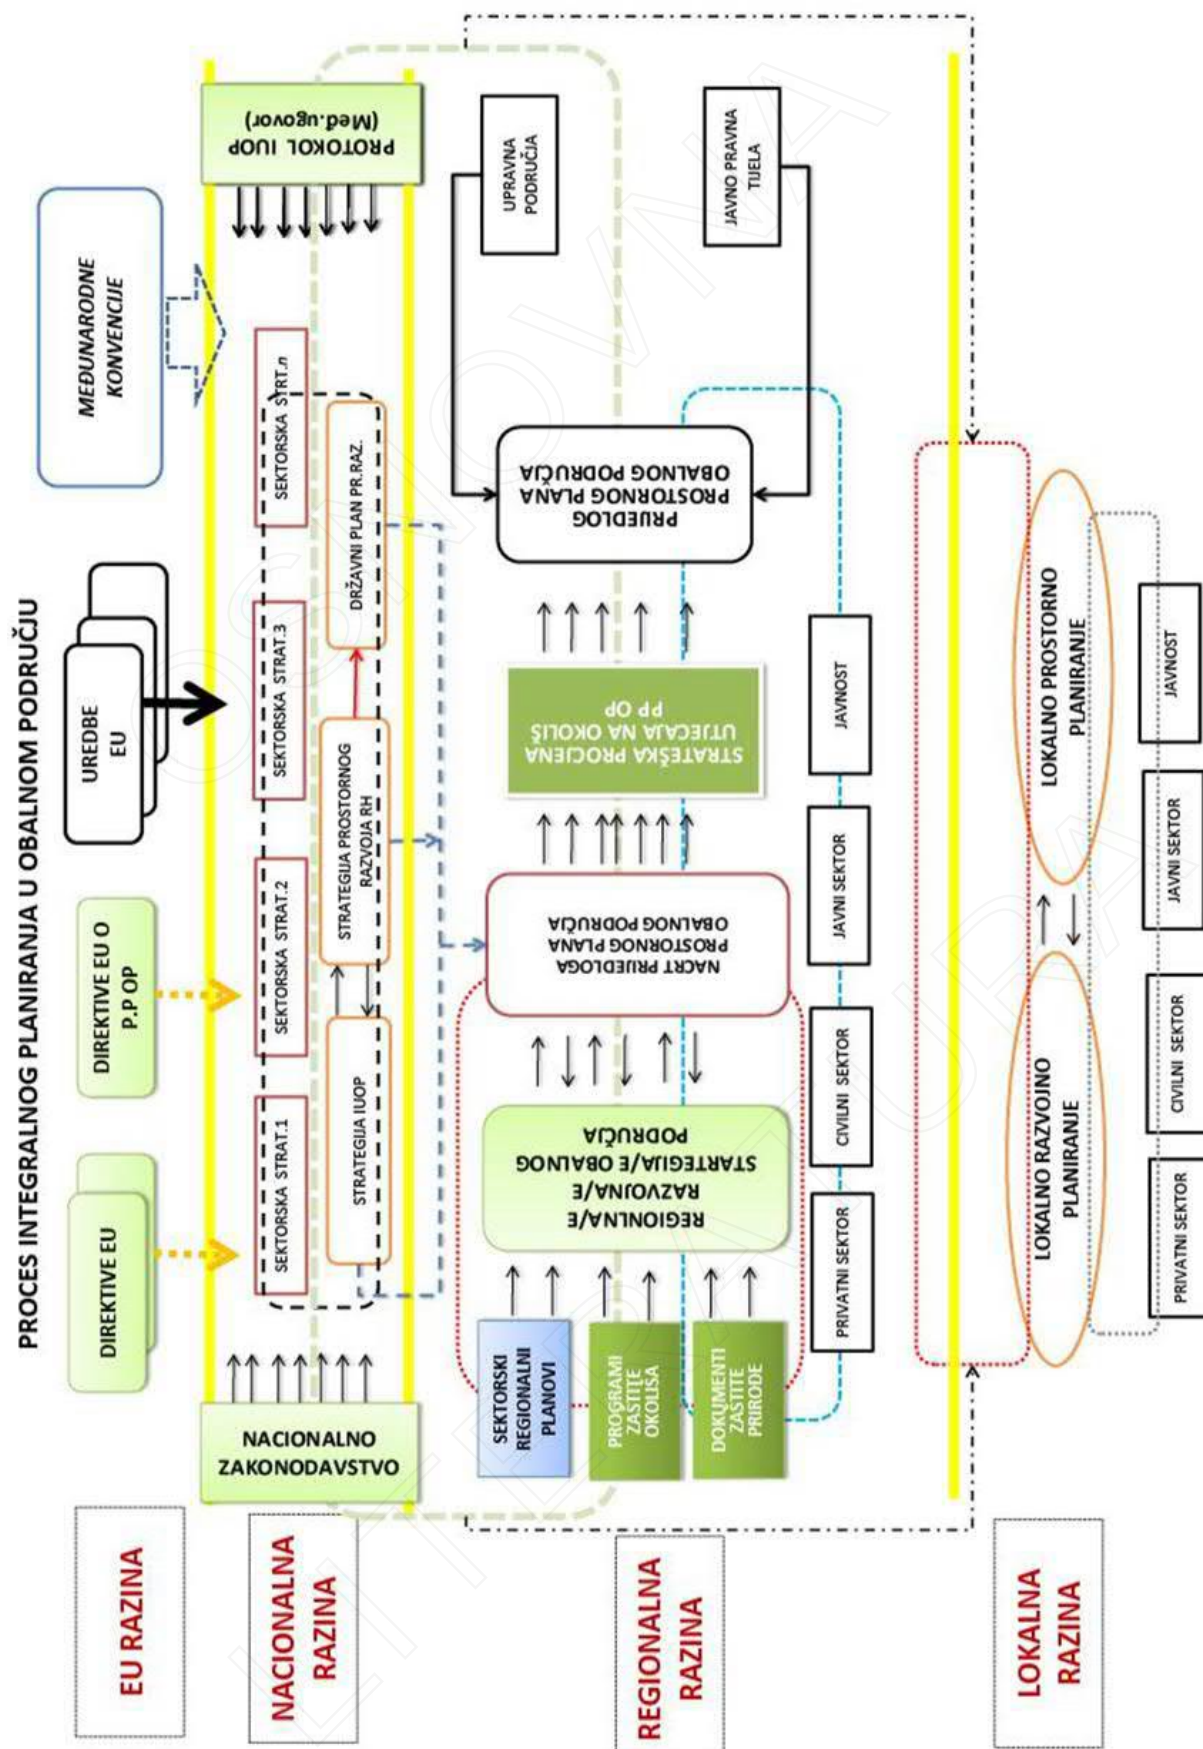 PROCES INTEGRALNOG PLANIRANJA U OBALNOM PODRUČJU
EU RAZINA
DIREKTIVE EU
DIREKTIVE EU O
P.P OP
UREDBE
EU
MEĐUNARODNE
KONVENCIJE
NACIONALNA
RAZINA
NACIONALNO
ZAKONODAVSTVO
SEKTORSKA STRAT.1
SEKTORSKA STRAT.2
SEKTORSKA STRAT.3
SEKTORSKA STRT.n
STRATEGIJA IUOP
STRATEGIJA PROSTORNOG
RAZVOJA RH
DRŽAVNI PLAN PR.RAZ.
PROTOKOL IUOP
(Međ.ugovor)
REGIONALNA
RAZINA
SEKTORSKI
REGIONALNI
PLANOVI
PROGRAMI
ZAŠTITE
OKOLISA
DOKUMENTI
ZAŠTITE
PRIRODE
REGIONLNA/E
RAZVOJNA/E
STARTEGIJA/E OBALNOG
PODRUČJA
NACRT PRIJEDLOGA
PROSTORNOG PLANA
OBALNOG PODRUČJA
STRATEŠKA PROCJENA
UTJECAJA NA OKOLIŠ
PP OP
PRIJEDLOG
PROSTORNOG PLANA
OBALNOG PODRUČJA
UPRAVNA
PODRUČJA
JAVNO PRAVNA
TIJELA
PRIVATNI SEKTOR
CIVILNI SEKTOR
JAVNI SEKTOR
JAVNOST
LOKALNA
RAZINA
LOKALNO RAZVOJNO
PLANIRANJE
LOKALNO PROSTORNO
PLANIRANJE
PRIVATNI SEKTOR
CIVILNI SEKTOR
JAVNI SEKTOR
JAVNOST
LITERATURA
OSNOVNA